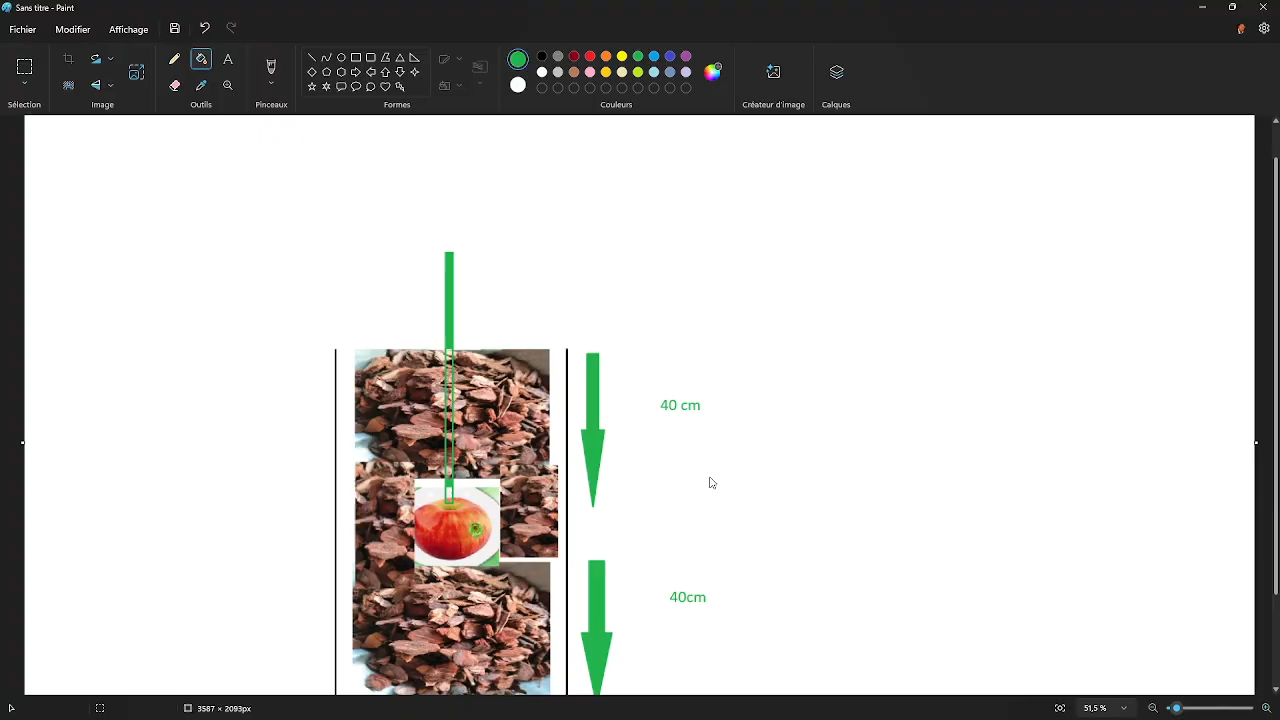 Sans titre - Paint
Fichier Modifier Affichage
Sélection Image Outils Pinceaux Formes Couleurs Créateur d'image Calques
40 cm
40cm
3587 × 2093px 51,5 %